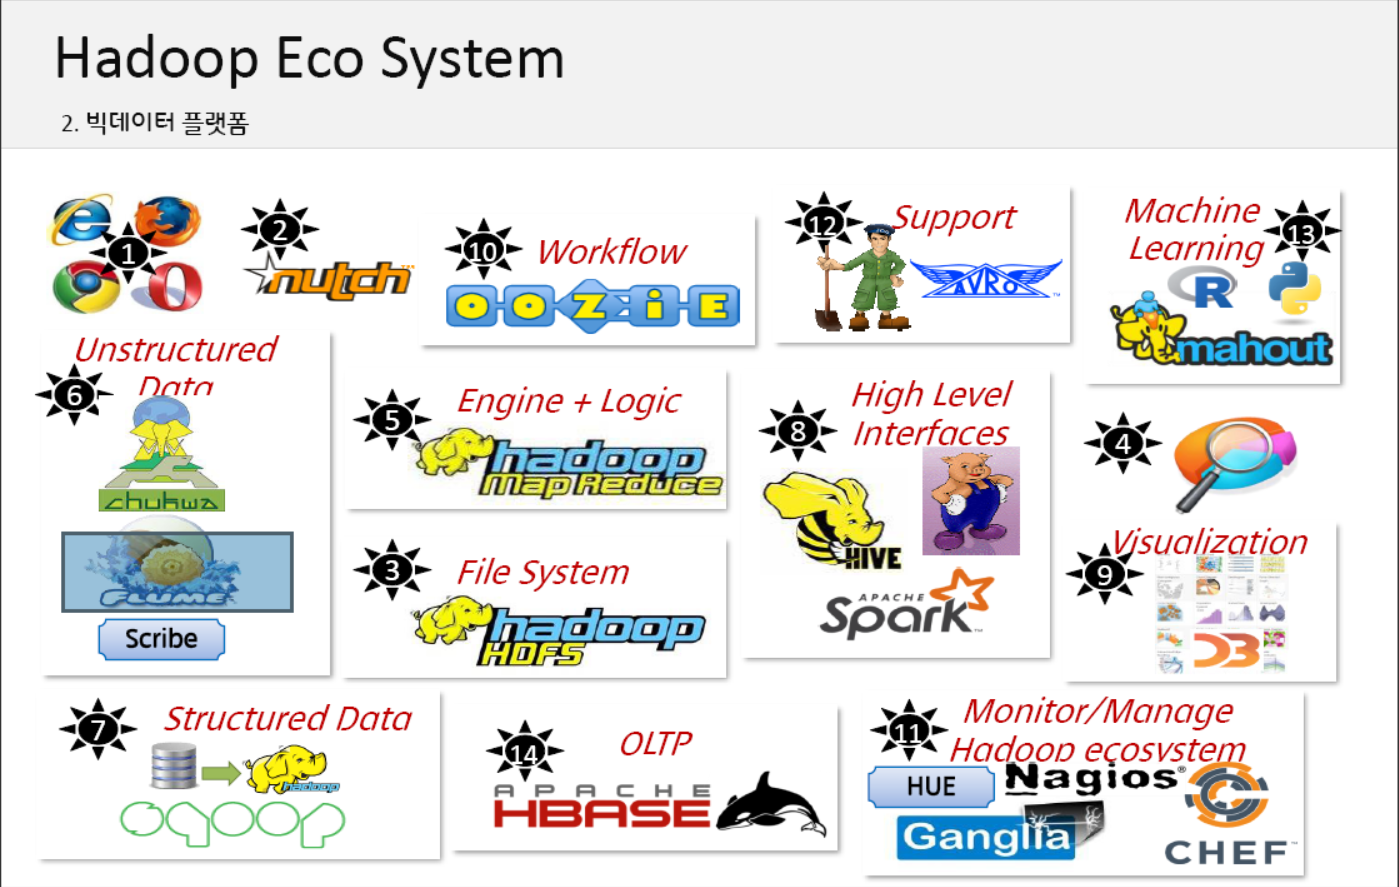 Hadoop Eco System
2. 빅데이터 플랫폼
1
2
nutch
10
Workflow
OOZiE
12
Support
AVRO
Machine
Learning
13
R
mahout
Unstructured
Data
6
chukwa
FLUME
Scribe
5
Engine + Logic
hadoop
Map Reduce
3
File System
hadoop
HDFS
8
High Level
Interfaces
HIVE
APACHE
Spark
4
Visualization
9
D3
7
Structured Data
hadoop
sqoop
14
OLTP
APACHE
HBASE
11
Monitor/Manage
Hadoop ecosystem
HUE
Nagios®
Ganglia
CHEF